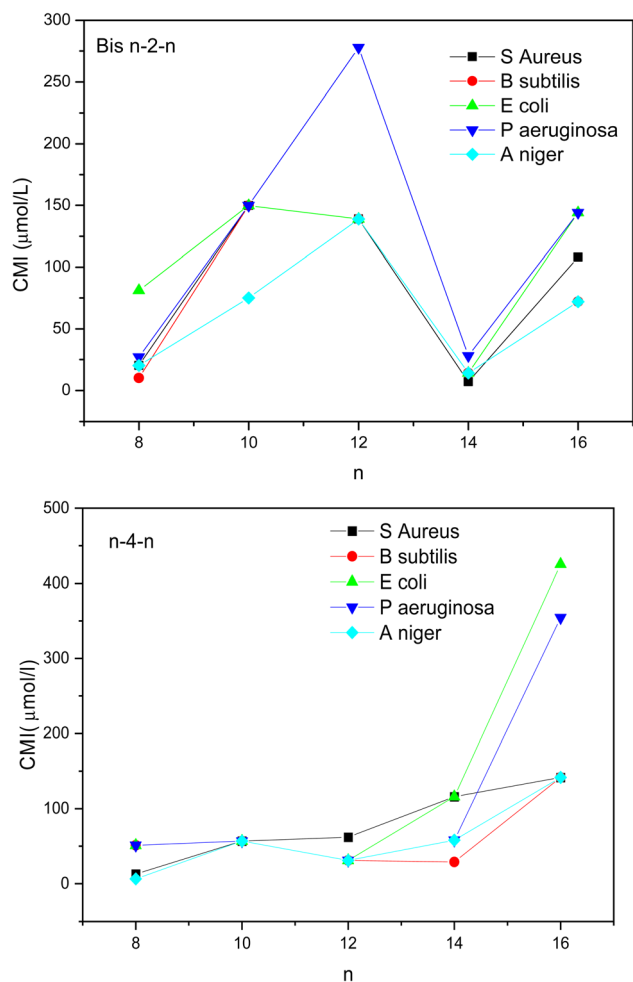 Bis n-2-n
S Aureus
B subtilis
E coli
P aeruginosa
A niger
CMI (μmol/L)
300
250
200
150
100
50
0
8 10 12 14 16
n
n-4-n
S Aureus
B subtilis
E coli
P aeruginosa
A niger
CMI( μmol/l)
500
400
300
200
100
0
8 10 12 14 16
n